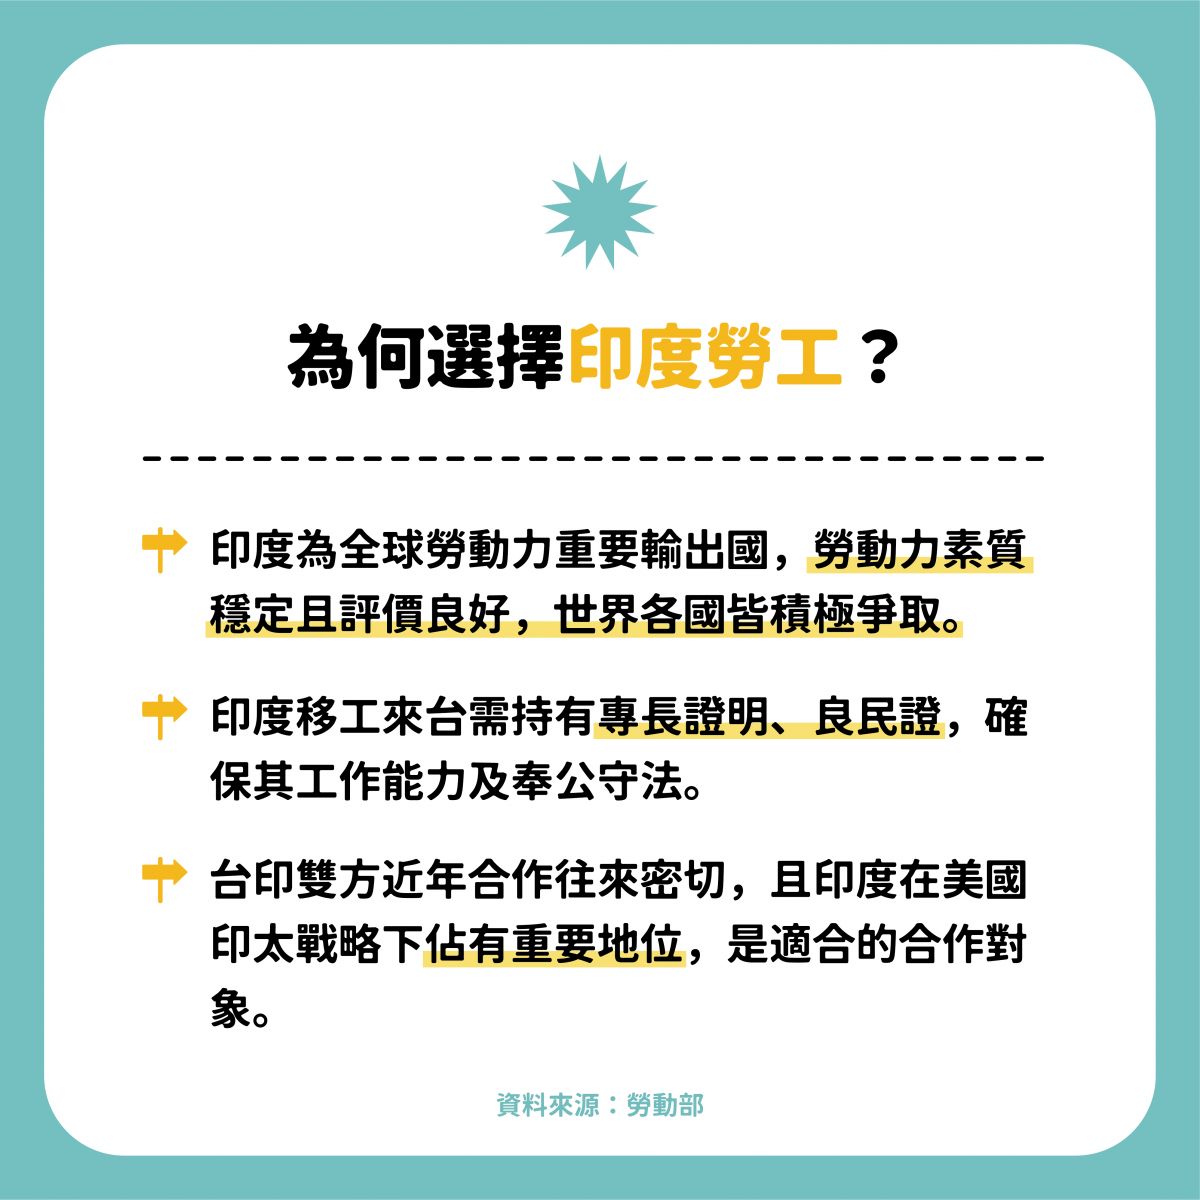 為何選擇印度勞工？
印度為全球勞動力重要輸出國，勞動力素質
穩定且評價良好，世界各國皆積極爭取。
印度移工來台需持有專長證明、良民證，確
保其工作能力及奉公守法。
台印雙方近年合作往來密切，且印度在美國
印太戰略下佔有重要地位，是適合的合作對
象。
資料來源：勞動部